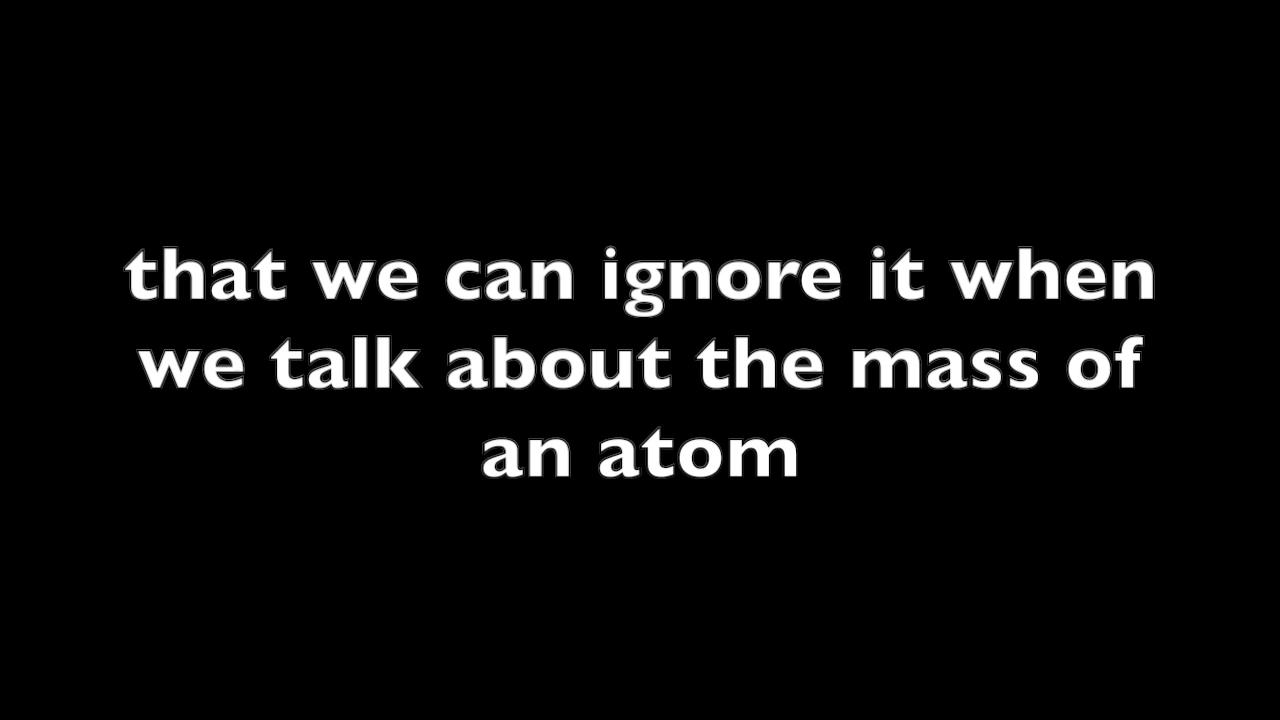 that we can ignore it when
we talk about the mass of
an atom